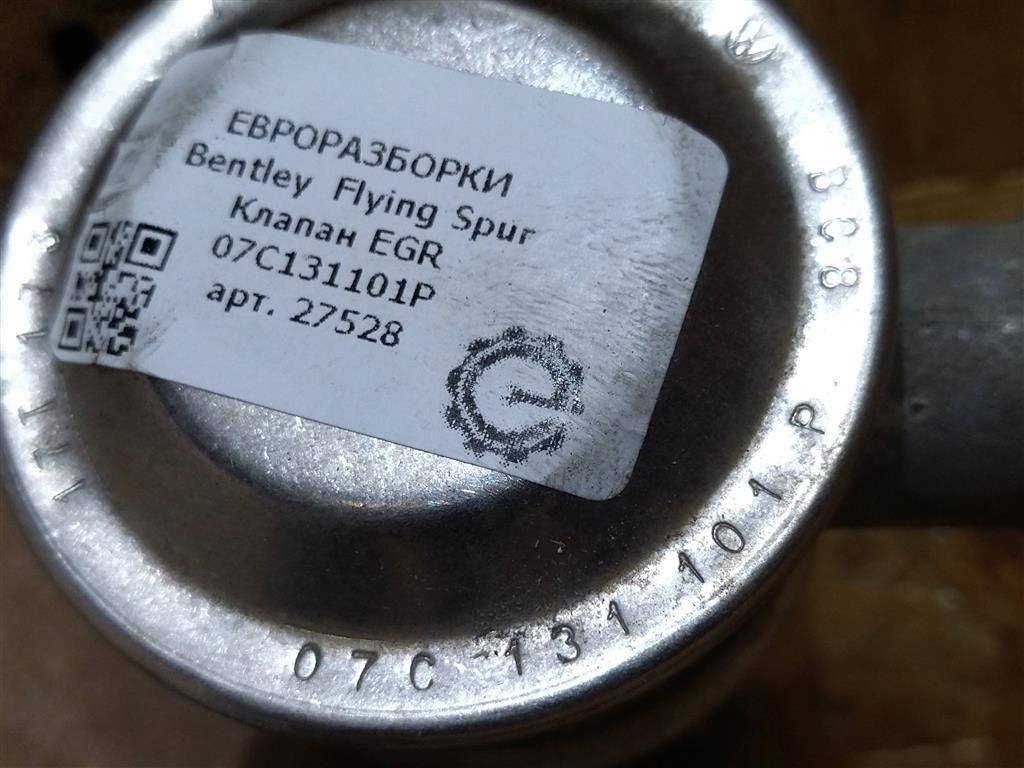 ЕВРОРАЗБОРКИ
Bentley Flying Spur
Клапан EGR
07C131101P
арт. 27528
07C 131 101 P
BC8